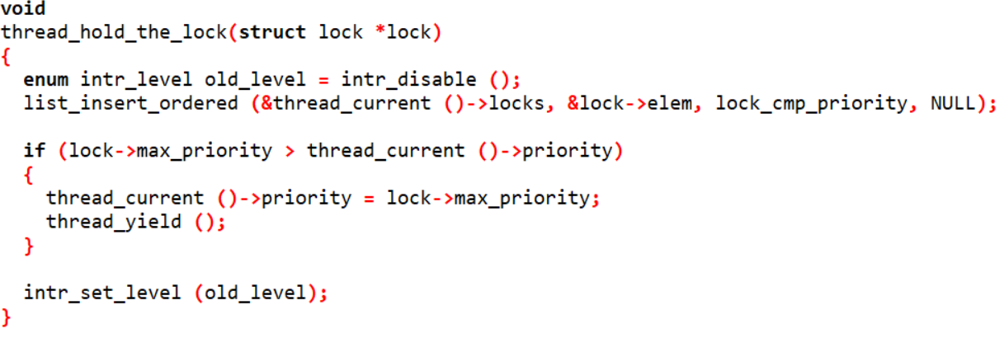 void
thread_hold_the_lock(struct lock *lock)
{
  enum intr_level old_level = intr_disable ();
  list_insert_ordered (&thread_current ()->locks, &lock->elem, lock_cmp_priority, NULL);

  if (lock->max_priority > thread_current ()->priority)
  {
    thread_current ()->priority = lock->max_priority;
    thread_yield ();
  }

  intr_set_level (old_level);
}